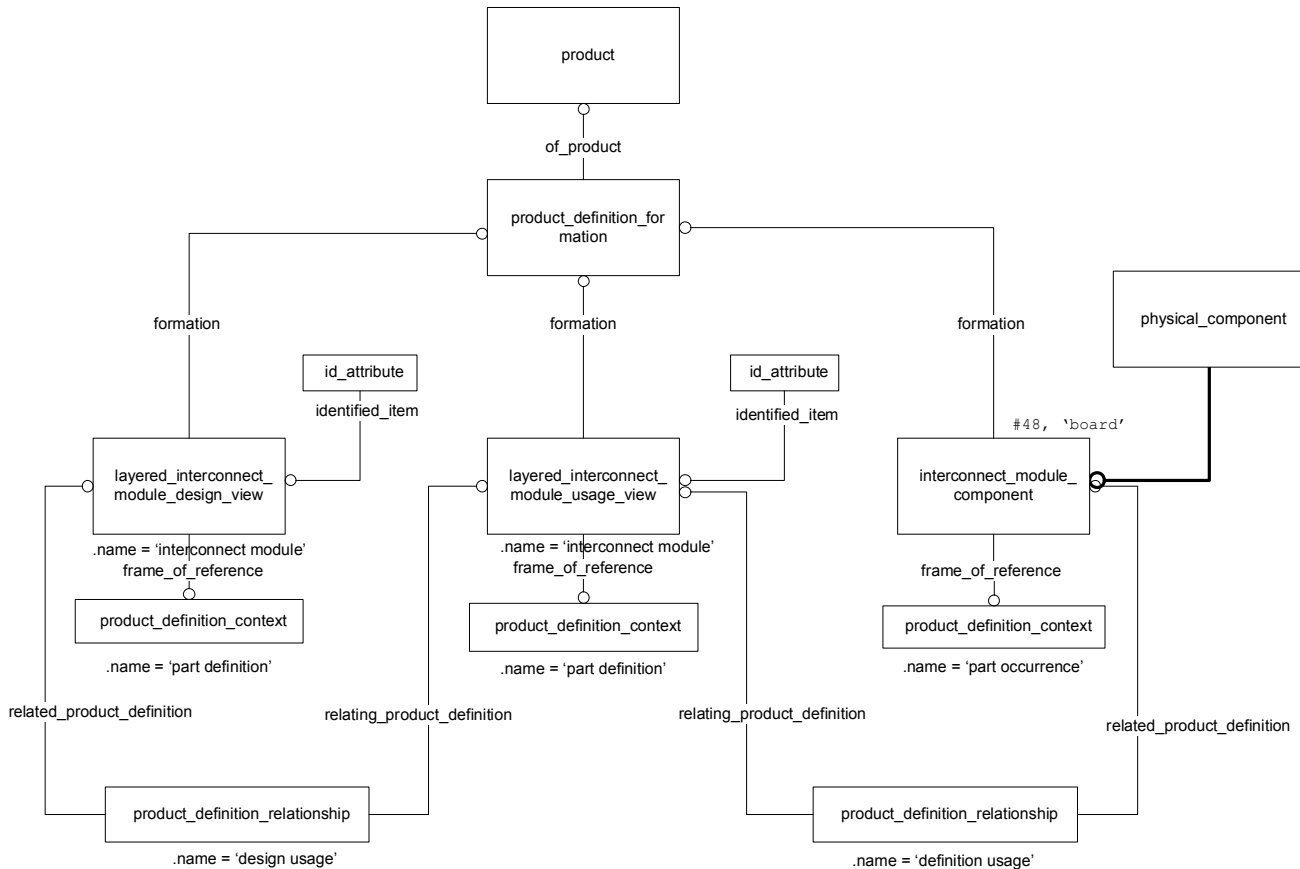 product
of_product
product_definition_for
mation
physical_component
formation
formation
formation
id_attribute
id_attribute
identified_item
identified_item
#48, ‘board’
layered_interconnect_
module_design_view
layered_interconnect_
module_usage_view
interconnect_module_
component
.name = ‘interconnect module’
.name = ‘interconnect module’
frame_of_reference
frame_of_reference
frame_of_reference
product_definition_context
product_definition_context
product_definition_context
.name = ‘part definition’
.name = ‘part definition’
.name = ‘part occurrence’
related_product_definition
relating_product_definition
relating_product_definition
related_product_definition
product_definition_relationship
product_definition_relationship
.name = ‘design usage’
.name = ‘definition usage’